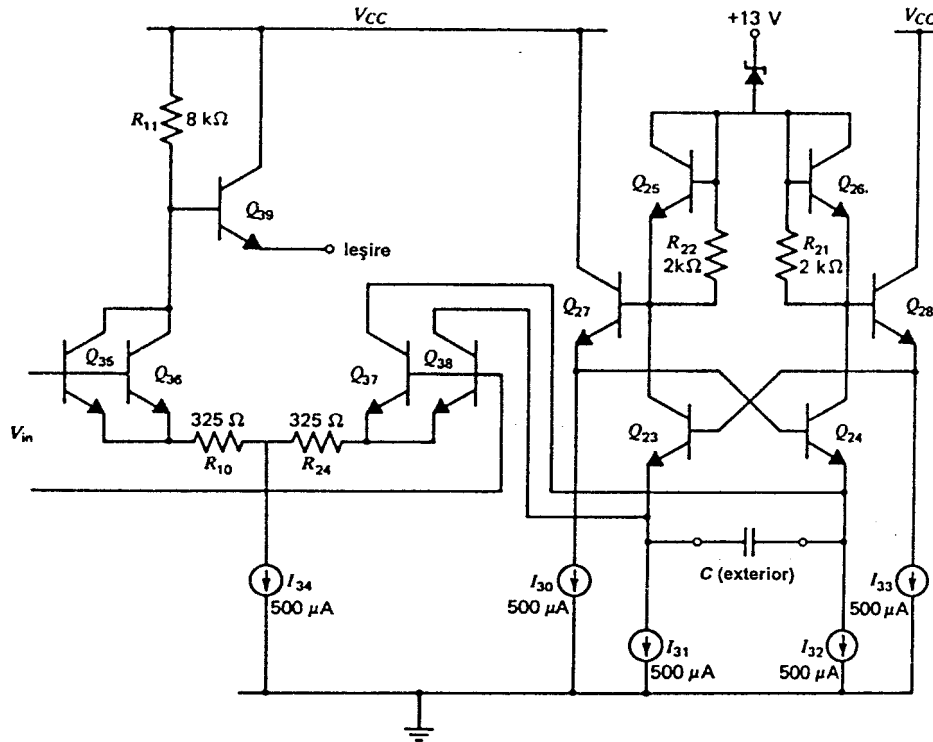 V_CC
+13 V
V_CC
R_11
8 kΩ
Q_39
Ieşire
Q_25
Q_26.
R_22
2kΩ
R_21
2 kΩ
Q_27
Q_28
Q_35
Q_36
Q_37
Q_38
V_in
325 Ω
R_10
325 Ω
R_24
Q_23
Q_24
C (exterior)
I_34
500 μA
I_30
500 μA
I_33
500 μA
I_31
500 μA
I_32
500 μA